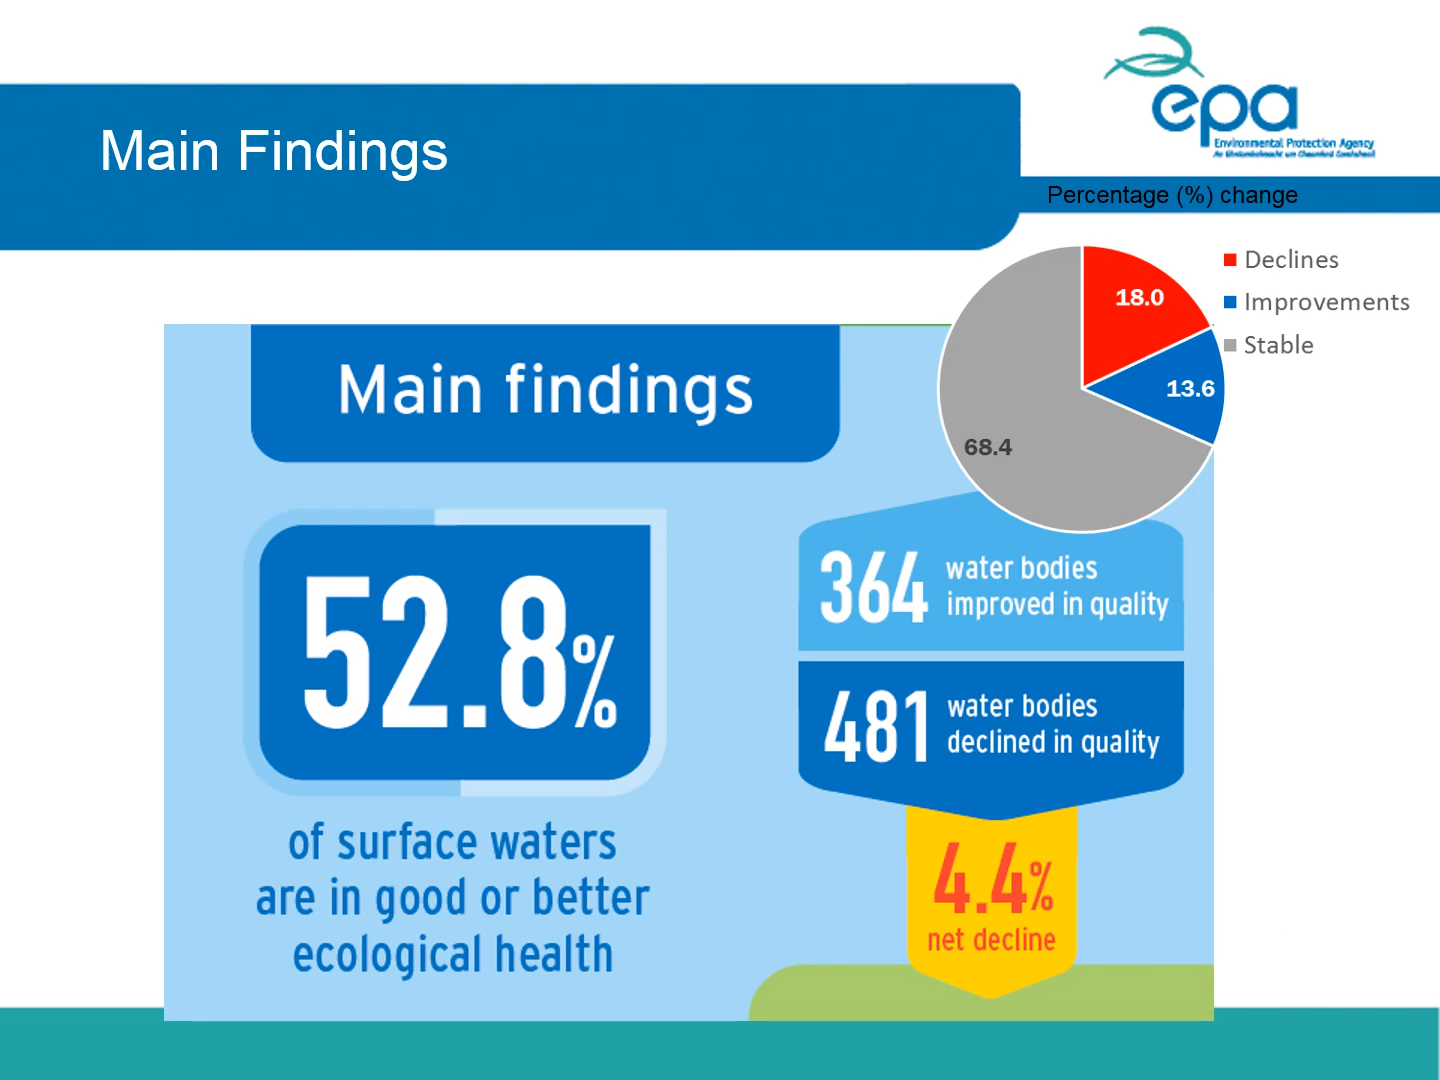 Main Findings
epa
Environmental Protection Agency
Percentage (%) change
Declines
Improvements
Stable
18.0
13.6
68.4
Main findings
52.8%
of surface waters
are in good or better
ecological health
364 water bodies
improved in quality
481 water bodies
declined in quality
4.4%
net decline